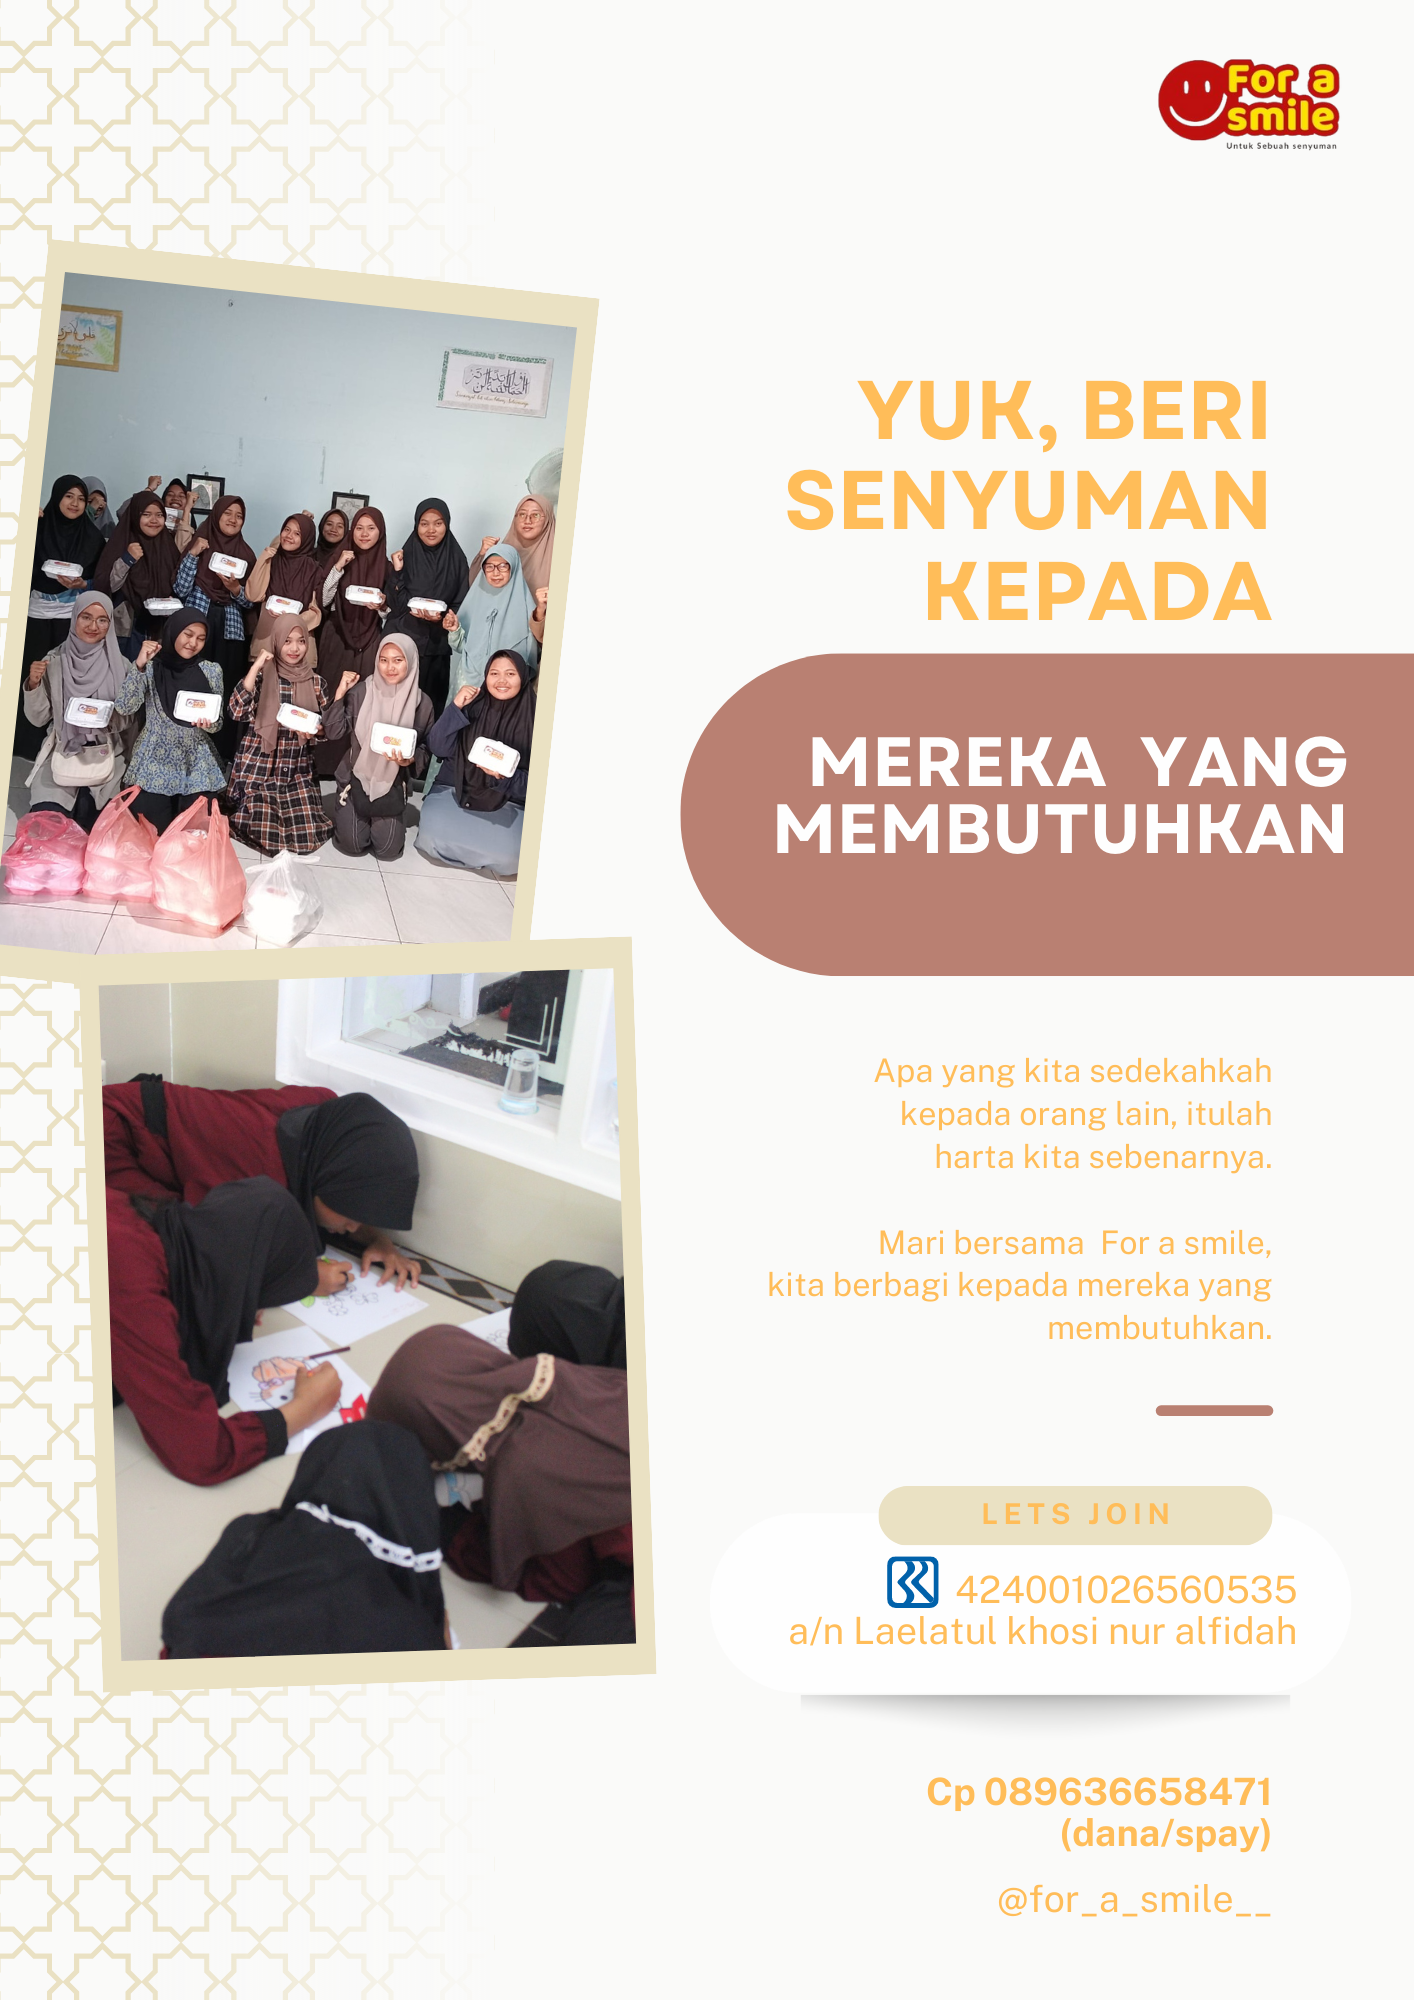 For a
smile
Untuk Sebuah senyuman
YUK, BERI
SENYUMAN
KEPADA
MEREKA YANG
MEMBUTUHKAN
Apa yang kita sedekahkah
kepada orang lain, itulah
harta kita sebenarnya.
Mari bersama For a smile,
kita berbagi kepada mereka yang
membutuhkan.
LETS JOIN
424001026560535
a/n Laelatul khosi nur alfidah
Cp 089636658471
(dana/spay)
@for_a_smile__